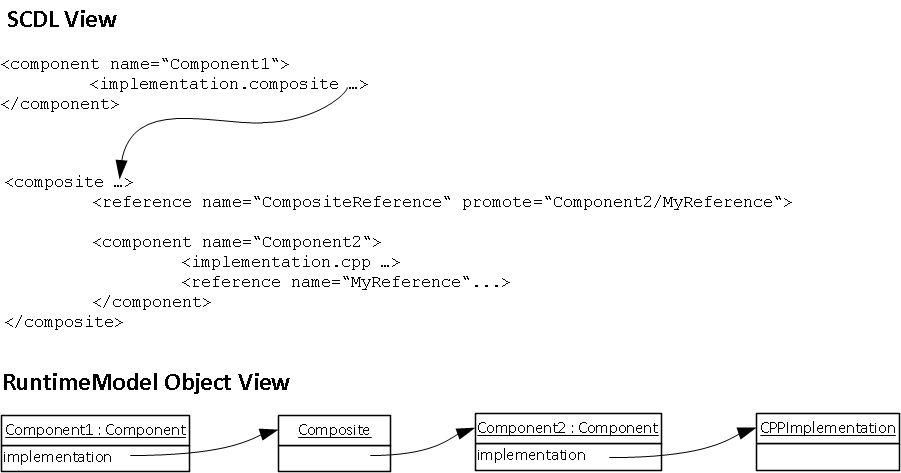 SCDL View
<component name=“Component1“>
<implementation.composite …>
</component>
<composite …>
<reference name=“CompositeReference“ promote=“Component2/MyReference“>
<component name=“Component2“>
<implementation.cpp …>
<reference name=“MyReference“...>
</component>
</composite>
RuntimeModel Object View
Component1 : Component
implementation
Composite
Component2 : Component
implementation
CPPImplementation